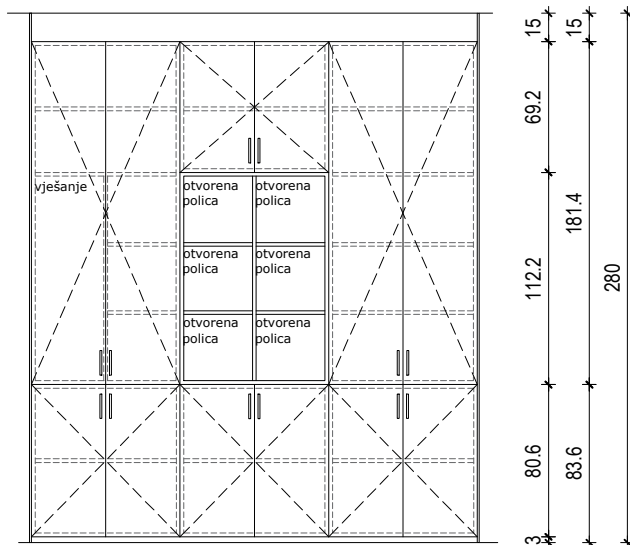 15
15
69.2
vješanje
otvorena
polica
otvorena
polica
181.4
otvorena
polica
otvorena
polica
112.2
280
otvorena
polica
otvorena
polica
80.6
83.6
3